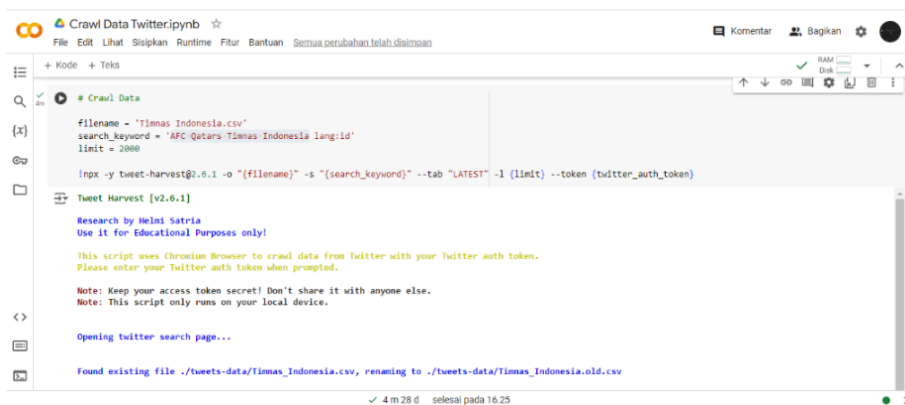 Crawl Data Twitter.ipynb
Komentar
Bagikan
File Edit Lihat Sisipkan Runtime Fitur Bantuan Semua perubahan telah disimpan
+ Kode + Teks
RAM
Disk
4m
# Crawl Data
{x}
filename = 'Timnas Indonesia.csv'
search_keyword = 'AFC Qatars Timnas Indonesia lang:id'
limit = 2000
!npx -y tweet-harvest@2.6.1 -o "{filename}" -s "{search_keyword}" --tab "LATEST" -l {limit} --token {twitter_auth_token}
Tweet Harvest [v2.6.1]
Research by Helmi Satria
Use it for Educational Purposes only!
This script uses Chromium Browser to crawl data from Twitter with your Twitter auth token.
Please enter your Twitter auth token when prompted.
Note: Keep your access token secret! Don't share it with anyone else.
Note: This script only runs on your local device.
Opening twitter search page...
Found existing file ./tweets-data/Timnas_Indonesia.csv, renaming to ./tweets-data/Timnas_Indonesia.old.csv
4 m 28 d selesai pada 16.25